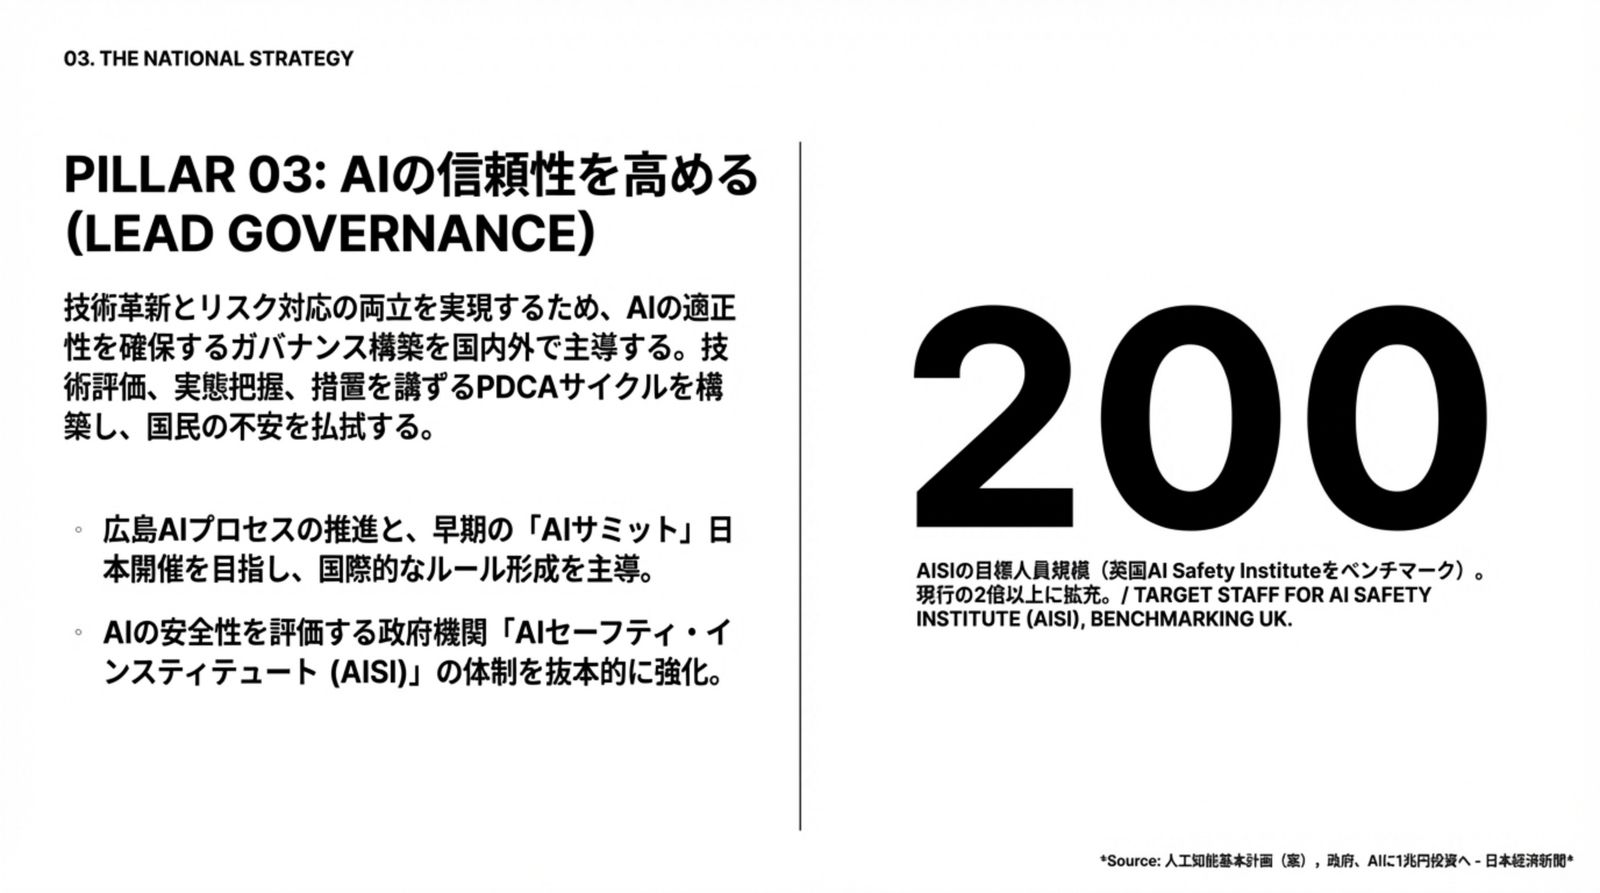 03. THE NATIONAL STRATEGY
PILLAR 03: AIの信頼性を高める
(LEAD GOVERNANCE)
技術革新とリスク対応の両立を実現するため、AIの適正
性を確保するガバナンス構築を国内外で主導する。技
術評価、実態把握、措置を講ずるPDCAサイクルを構
築し、国民の不安を払拭する。
◦ 広島AIプロセスの推進と、早期の「AIサミット」日
本開催を目指し、国際的なルール形成を主導。
◦ AIの安全性を評価する政府機関「AIセーフティ・イ
ンスティテュート (AISI)」の体制を抜本的に強化。
200
AISIの目標人員規模（英国AI Safety Instituteをベンチマーク）。
現行の2倍以上に拡充。/ TARGET STAFF FOR AI SAFETY
INSTITUTE (AISI), BENCHMARKING UK.
*Source: 人工知能基本計画（案）, 政府、AIに1兆円投資へ - 日本経済新聞*